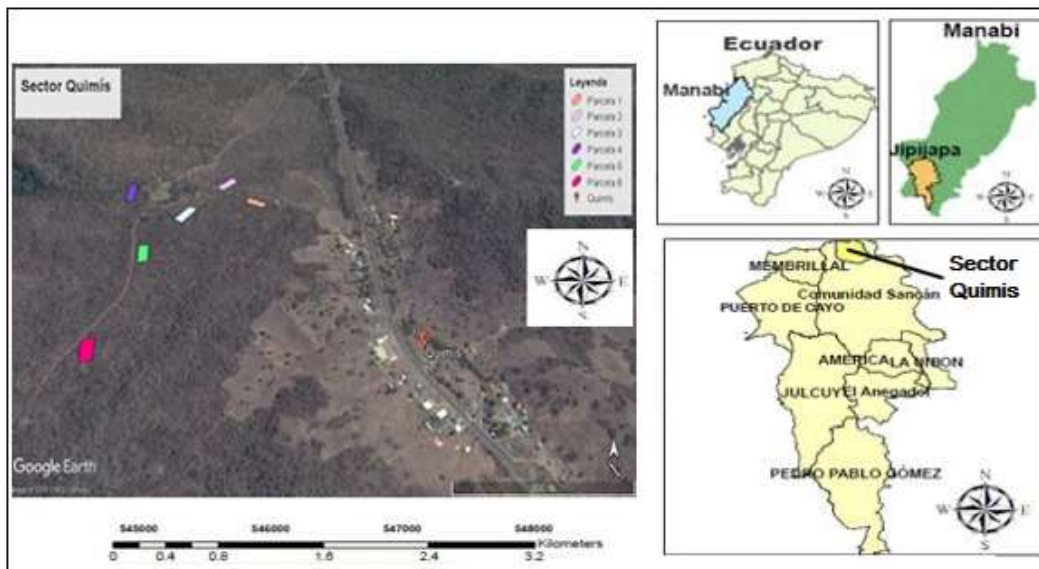 Sector Quimís
Leyenda
Parcela 1
Parcela 2
Parcela 3
Parcela 4
Parcela 5
Parcela 6
Quimis
N
W
E
Quimis
Google Earth
545000 546000 547000 548000
Kilometers
0 0.4 0.8 1.6 2.4 3.2
Ecuador
Manabi
N
W E
S
Manabi
Jipijapa
N
W E
S
Sector
Quimis
MEMBRILLAL
Comunidad Sancán
PUERTO DE CAYO
AMÉRICA
LA UNION
JULCUY
El Anegado
PEDRO PABLO GÓMEZ
N
W E
S